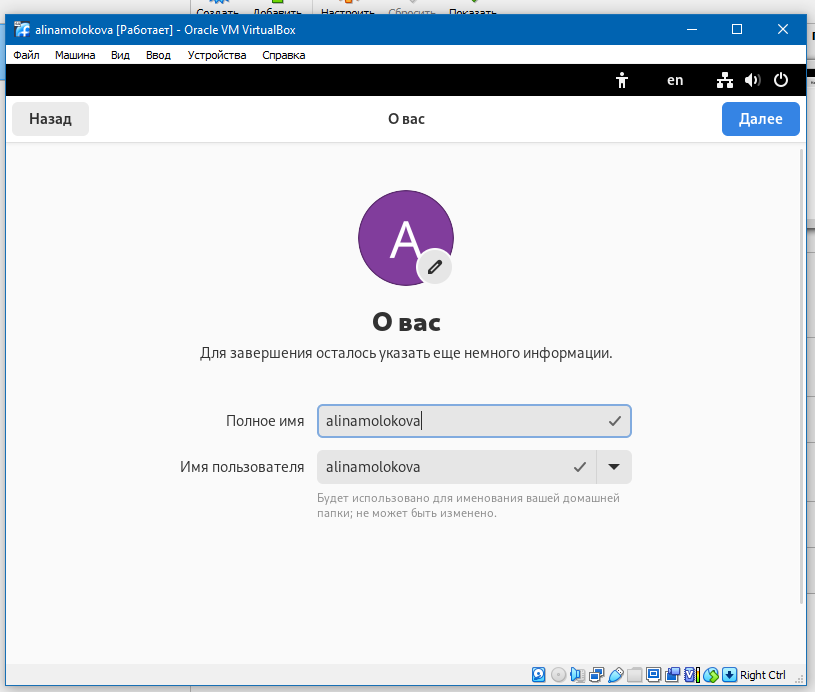 Создать Добавить Настроить Сбросить Показать
alinamolokova [Работает] - Oracle VM VirtualBox
Файл Машина Вид Ввод Устройства Справка
en
Назад О вас Далее
A
О вас
Для завершения осталось указать еще немного информации.
Полное имя alinamolokova
Имя пользователя alinamolokova
Будет использовано для именования вашей домашней
папки; не может быть изменено.
Right Ctrl